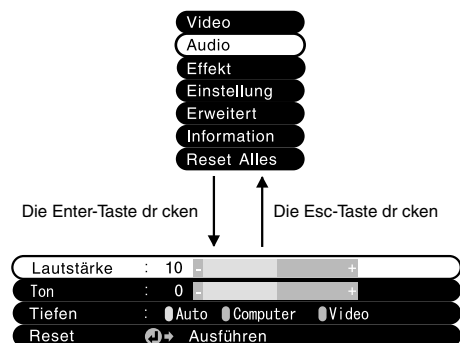 Video
Audio
Effekt
Einstellung
Erweitert
Information
Reset Alles
Die Enter-Taste dr cken
Die Esc-Taste dr cken
Lautstärke : 10 - +
Ton : 0 - +
Tiefen : Auto Computer Video
Reset Ausführen